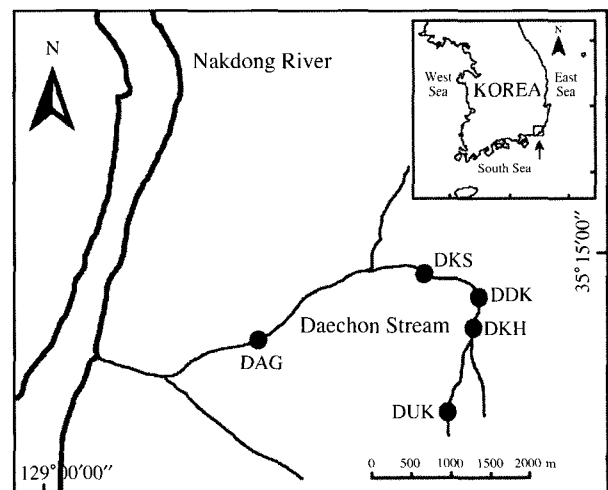 N
Nakdong River
N
West
Sea
KOREA
East
Sea
South Sea
35°15′00″
DKS
DDK
Daechon Stream
DKH
DAG
DUK
129°00′00″
0 500 1000 1500 2000 m